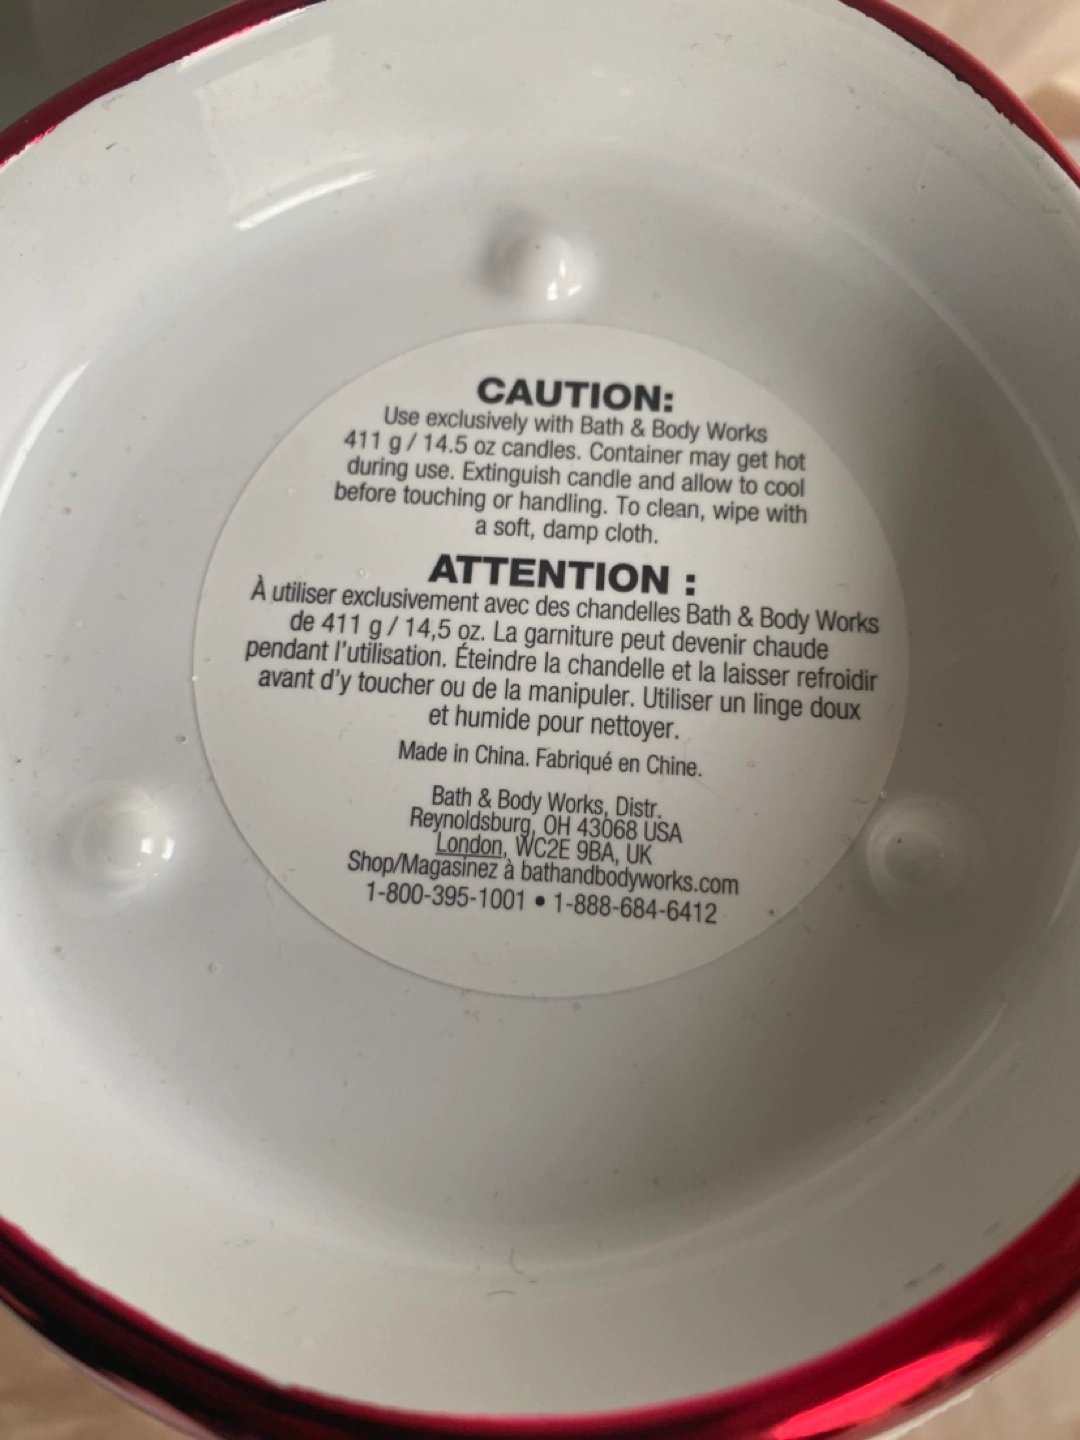 CAUTION:
Use exclusively with Bath & Body Works
411 g / 14.5 oz candles. Container may get hot
during use. Extinguish candle and allow to cool
before touching or handling. To clean, wipe with
a soft, damp cloth.
ATTENTION :
À utiliser exclusivement avec des chandelles Bath & Body Works
de 411 g / 14,5 oz. La garniture peut devenir chaude
pendant l'utilisation. Éteindre la chandelle et la laisser refroidir
avant d'y toucher ou de la manipuler. Utiliser un linge doux
et humide pour nettoyer.
Made in China. Fabriqué en Chine.
Bath & Body Works, Distr.
Reynoldsburg, OH 43068 USA
London, WC2E 9BA, UK
Shop/Magasinez à bathandbodyworks.com
1-800-395-1001 • 1-888-684-6412